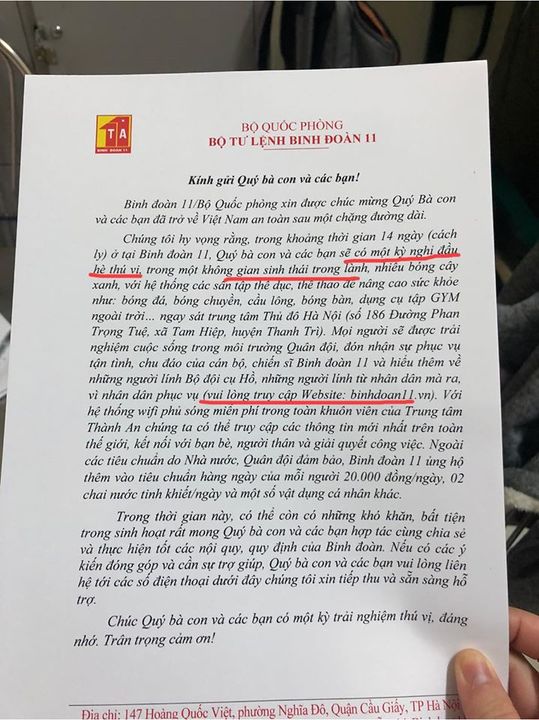 TA
BINH ĐOÀN 11
BỘ QUỐC PHÒNG
BỘ TƯ LỆNH BINH ĐOÀN 11
Kính gửi Quý bà con và các bạn!
Binh đoàn 11/Bộ Quốc phòng xin được chúc mừng Quý Bà con
và các bạn đã trở về Việt Nam an toàn sau một chặng đường dài.
Chúng tôi hy vọng rằng, trong khoảng thời gian 14 ngày (cách
ly ở tại Binh đoàn 11, Quý bà con và các bạn sẽ có một kỳ nghỉ đầu
hè thú vị, trong một không gian sinh thái trong lành, nhiều bóng cây
xanh, với hệ thống các sân tập thể dục, thể thao để nâng cao sức khỏe
như: bóng đá, bóng chuyền, cầu lông, bóng bàn, dụng cụ tập GYM
ngoài trời... ngay sát trung tâm Thủ đô Hà Nội (số 186 Đường Phan
Trọng Tuệ, xã Tam Hiệp, huyện Thanh Trì). Mọi người sẽ được trải
nghiệm cuộc sống trong môi trường Quân đội, đón nhận sự phục vụ
tận tình, chu đáo của cán bộ, chiến sĩ Binh đoàn 11 và hiểu thêm về
những người lính Bộ đội cụ Hồ, những người lính từ nhân dân mà ra,
vì nhân dân phục vụ (vui lòng truy cập Website: binhdoan11.vn). Với
hệ thống wifi phủ sóng miễn phí trong toàn khuôn viên của Trung tâm
Thành An chúng ta có thể truy cập các thông tin mới nhất trên toàn
thế giới, kết nối với bạn bè, người thân và giải quyết công việc. Ngoài
các tiêu chuẩn do Nhà nước, Quân đội đảm bảo, Binh đoàn 11 ủng hộ
thêm vào tiêu chuẩn hàng ngày của mỗi người 20.000 đồng/ngày, 02
chai nước tinh khiết/ngày và một số vật dụng cá nhân khác.
Trong thời gian này, có thể còn có những khó khăn, bất tiện
trong sinh hoạt rất mong Quý bà con và các bạn hợp tác cùng chia sẻ
và thực hiện tốt các nội quy, quy định của Binh đoàn. Nếu có các ý
kiến đóng góp và cần sự trợ giúp, Quý bà con và các bạn vui lòng liên
hệ tới các số điện thoại dưới đây chúng tôi xin tiếp thu và sẵn sàng hỗ
trợ.
Chúc Quý bà con và các bạn có một kỳ trải nghiệm thú vị, đáng
nhớ. Trân trọng cảm ơn!
Địa chỉ: 147 Hoàng Quốc Việt, phường Nghĩa Đô, Quận Cầu Giấy, TP Hà Nội